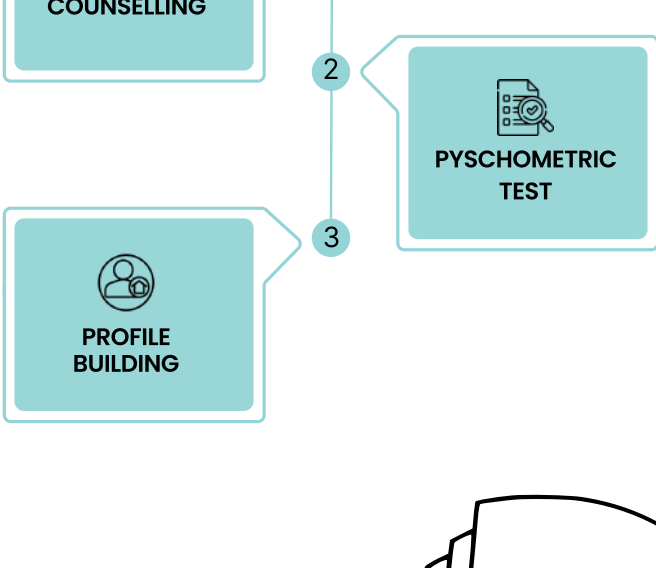 COUNSELLING
2
PYSCHOMETRIC
TEST
3
PROFILE
BUILDING